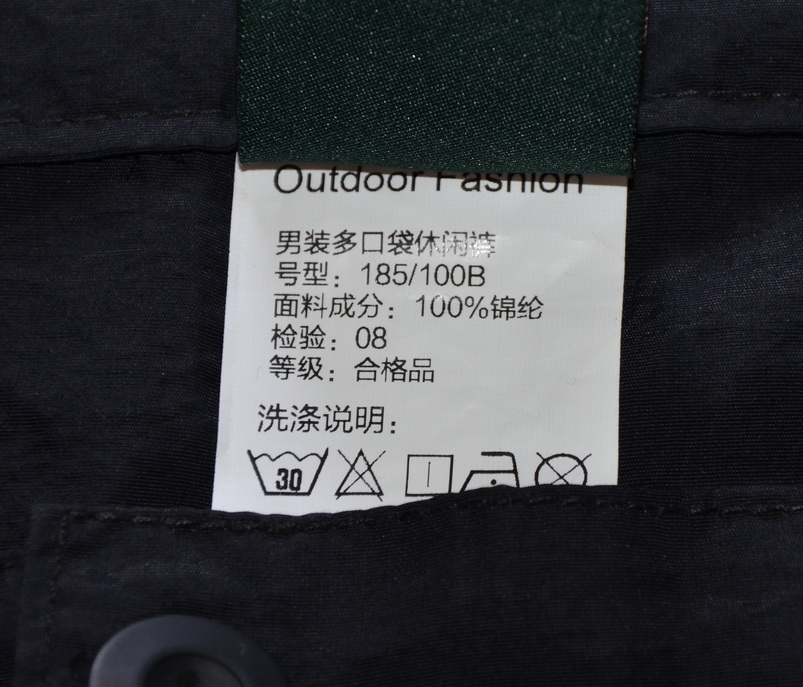 Outdoor Fashion
男装多口袋休闲裤
号型：185/100B
面料成分：100%锦纶
检验：08
等级：合格品
洗涤说明：
30